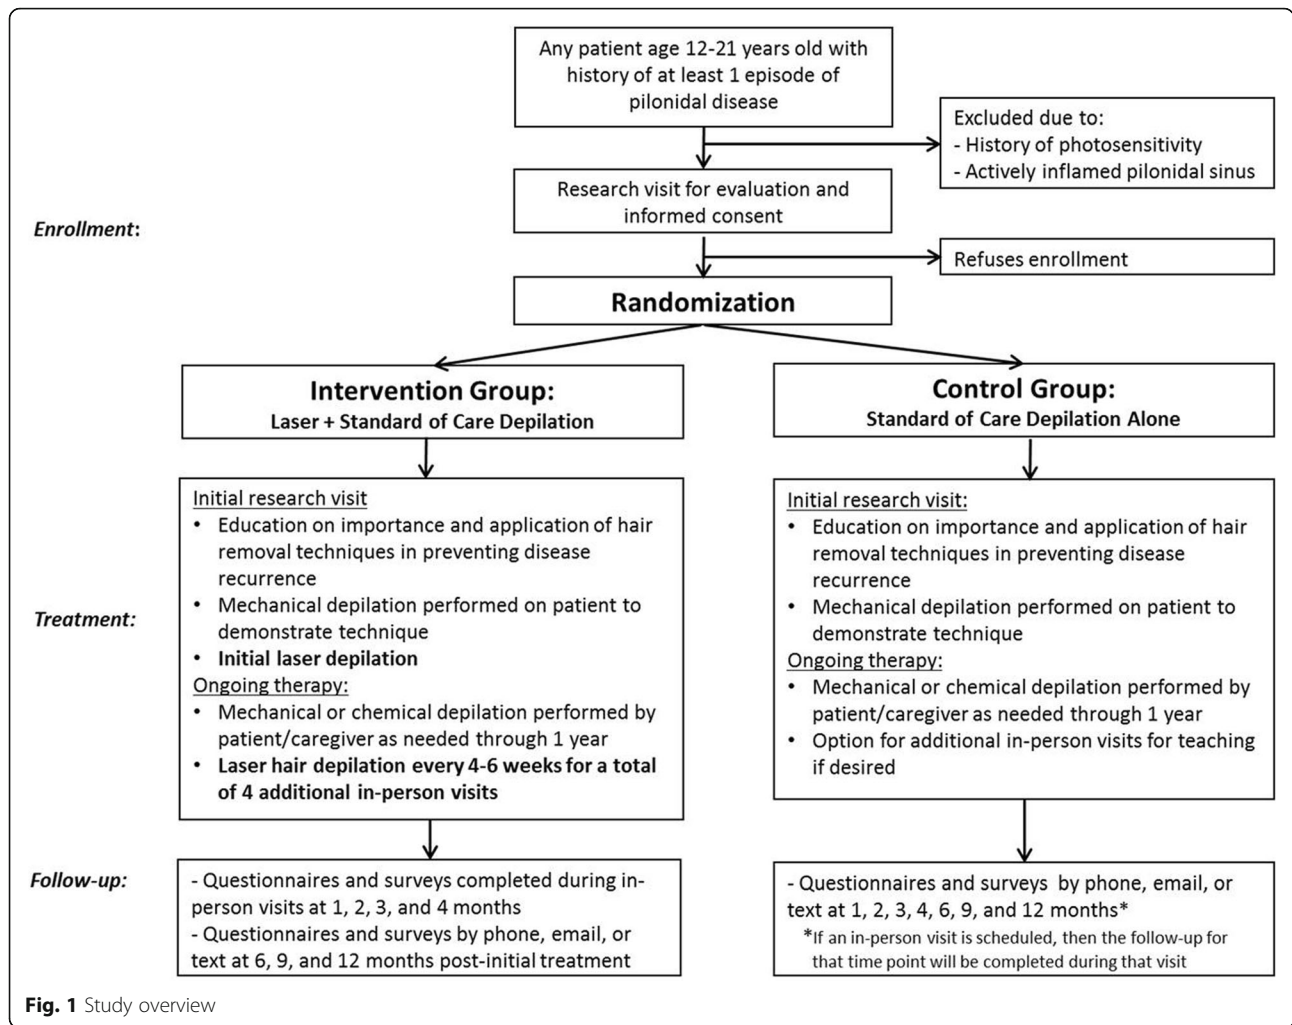 Any patient age 12-21 years old with
history of at least 1 episode of
pilonidal disease
Excluded due to:
- History of photosensitivity
- Actively inflamed pilonidal sinus
Research visit for evaluation and
informed consent
Enrollment:
Refuses enrollment
Randomization
Intervention Group:
Laser + Standard of Care Depilation
Control Group:
Standard of Care Depilation Alone
Treatment:
Initial research visit
• Education on importance and application of hair
removal techniques in preventing disease
recurrence
• Mechanical depilation performed on patient to
demonstrate technique
• Initial laser depilation
Ongoing therapy:
• Mechanical or chemical depilation performed by
patient/caregiver as needed through 1 year
• Laser hair depilation every 4-6 weeks for a total
of 4 additional in-person visits
Initial research visit:
• Education on importance and application of hair
removal techniques in preventing disease
recurrence
• Mechanical depilation performed on patient to
demonstrate technique
Ongoing therapy:
• Mechanical or chemical depilation performed by
patient/caregiver as needed through 1 year
• Option for additional in-person visits for teaching
if desired
Follow-up:
- Questionnaires and surveys completed during in-
person visits at 1, 2, 3, and 4 months
- Questionnaires and surveys by phone, email, or
text at 6, 9, and 12 months post-initial treatment
- Questionnaires and surveys by phone, email, or
text at 1, 2, 3, 4, 6, 9, and 12 months*
*If an in-person visit is scheduled, then the follow-up for
that time point will be completed during that visit
Fig. 1 Study overview